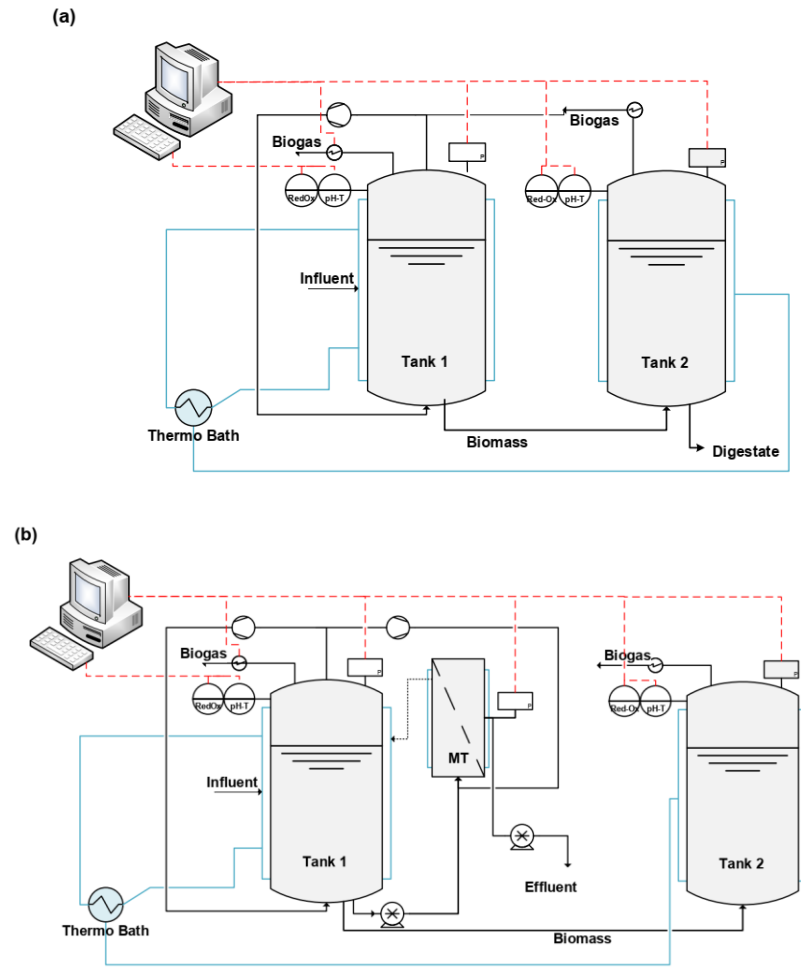 (a)
Biogas
Biogas
P
P
RedOx
pH-T
Red-Ox
pH-T
Influent
Tank 1
Tank 2
Thermo Bath
Biomass
Digestate
(b)
Biogas
Biogas
P
P
P
RedOx
pH-T
Red-Ox
pH-T
MT
Influent
Tank 1
Tank 2
Effluent
Thermo Bath
Biomass